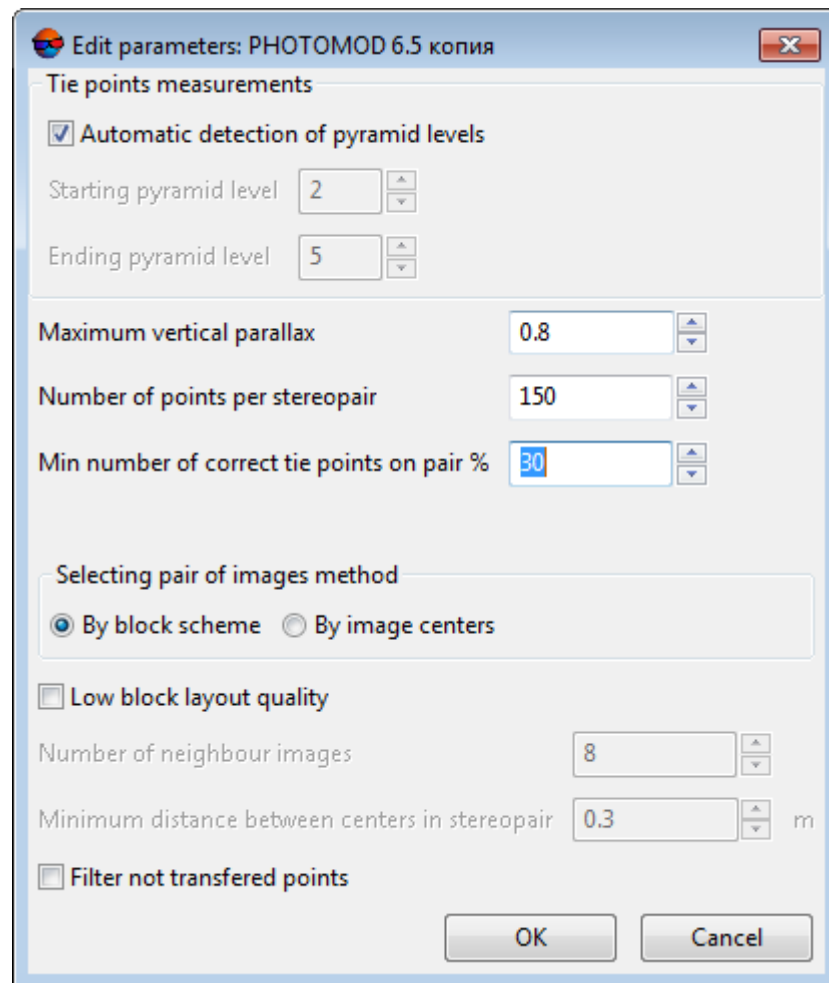 Edit parameters: PHOTOMOD 6.5 копия
Tie points measurements
Automatic detection of pyramid levels
Starting pyramid level 2
Ending pyramid level 5
Maximum vertical parallax 0.8
Number of points per stereopair 150
Min number of correct tie points on pair % 30
Selecting pair of images method
By block scheme By image centers
Low block layout quality
Number of neighbour images 8
Minimum distance between centers in stereopair 0.3 m
Filter not transfered points
OK Cancel